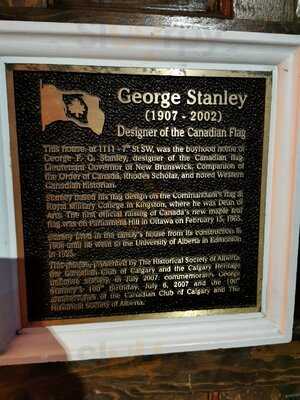 George Stanley
(1907 - 2002)
Designer of the Canadian Flag
This house, at 1111 - 7th St SW, was the boyhood home of
George F. G. Stanley, designer of the Canadian flag,
Lieutenant Governor of New Brunswick, Companion of
the Order of Canada, Rhodes Scholar, and noted Western
Canadian Historian.
Stanley based his flag design on the Commandant's flag at
Royal Military College in Kingston, where he was Dean of
Arts. The first official raising of Canada's new maple leaf
flag was on Parliament Hill in Ottawa on February 15, 1965.
Stanley lived in the family's house from its construction in
until he went to the University of Alberta in Edmonton
in 1925.
This plaque, presented by The Historical Society of Alberta,
the Canadian Club of Calgary and the Calgary Heritage
Society, in July 2007, commemorates George
Stanley's 100th Birthday, July 6, 2007 and the 100th
anniversaries of the Canadian Club of Calgary and The
Historical Society of Alberta.